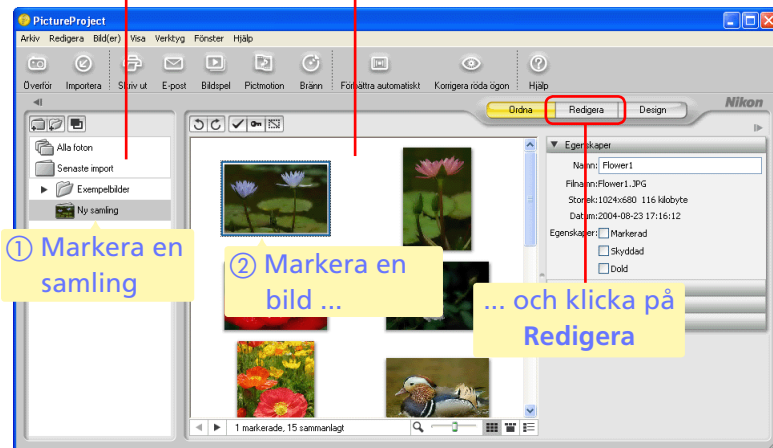 PictureProject
Arkiv Redigera Bild(er) Visa Verktyg Fönster Hjälp
Överför Importera Skriv ut E-post Bildspel Pictmotion Bränn Förbättra automatiskt Korrigera röda ögon Hjälp
Ordna Redigera Design Nikon
Alla foton
Senaste import
Exempelbilder
Ny samling
Egenskaper
Namn: Flower1
Filnamn:Flower1.JPG
Storlek:1024x680 116 kilobyte
Datum:2004-08-23 17:16:12
Egenskaper: Markerad
Skyddad
Dold
① Markera en
samling
② Markera en
bild ...
... och klicka på
Redigera
1 markerade, 15 sammanlagt